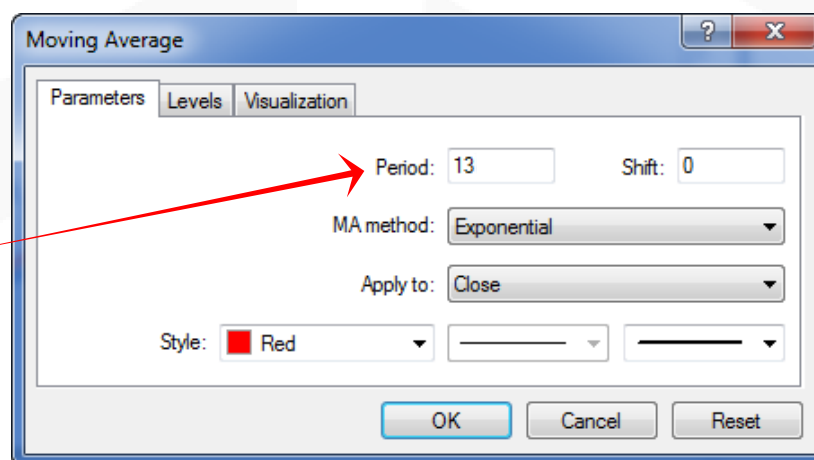 Moving Average ? x
Parameters Levels Visualization
Period: 13 Shift: 0
MA method: Exponential
Apply to: Close
Style: Red
OK Cancel Reset